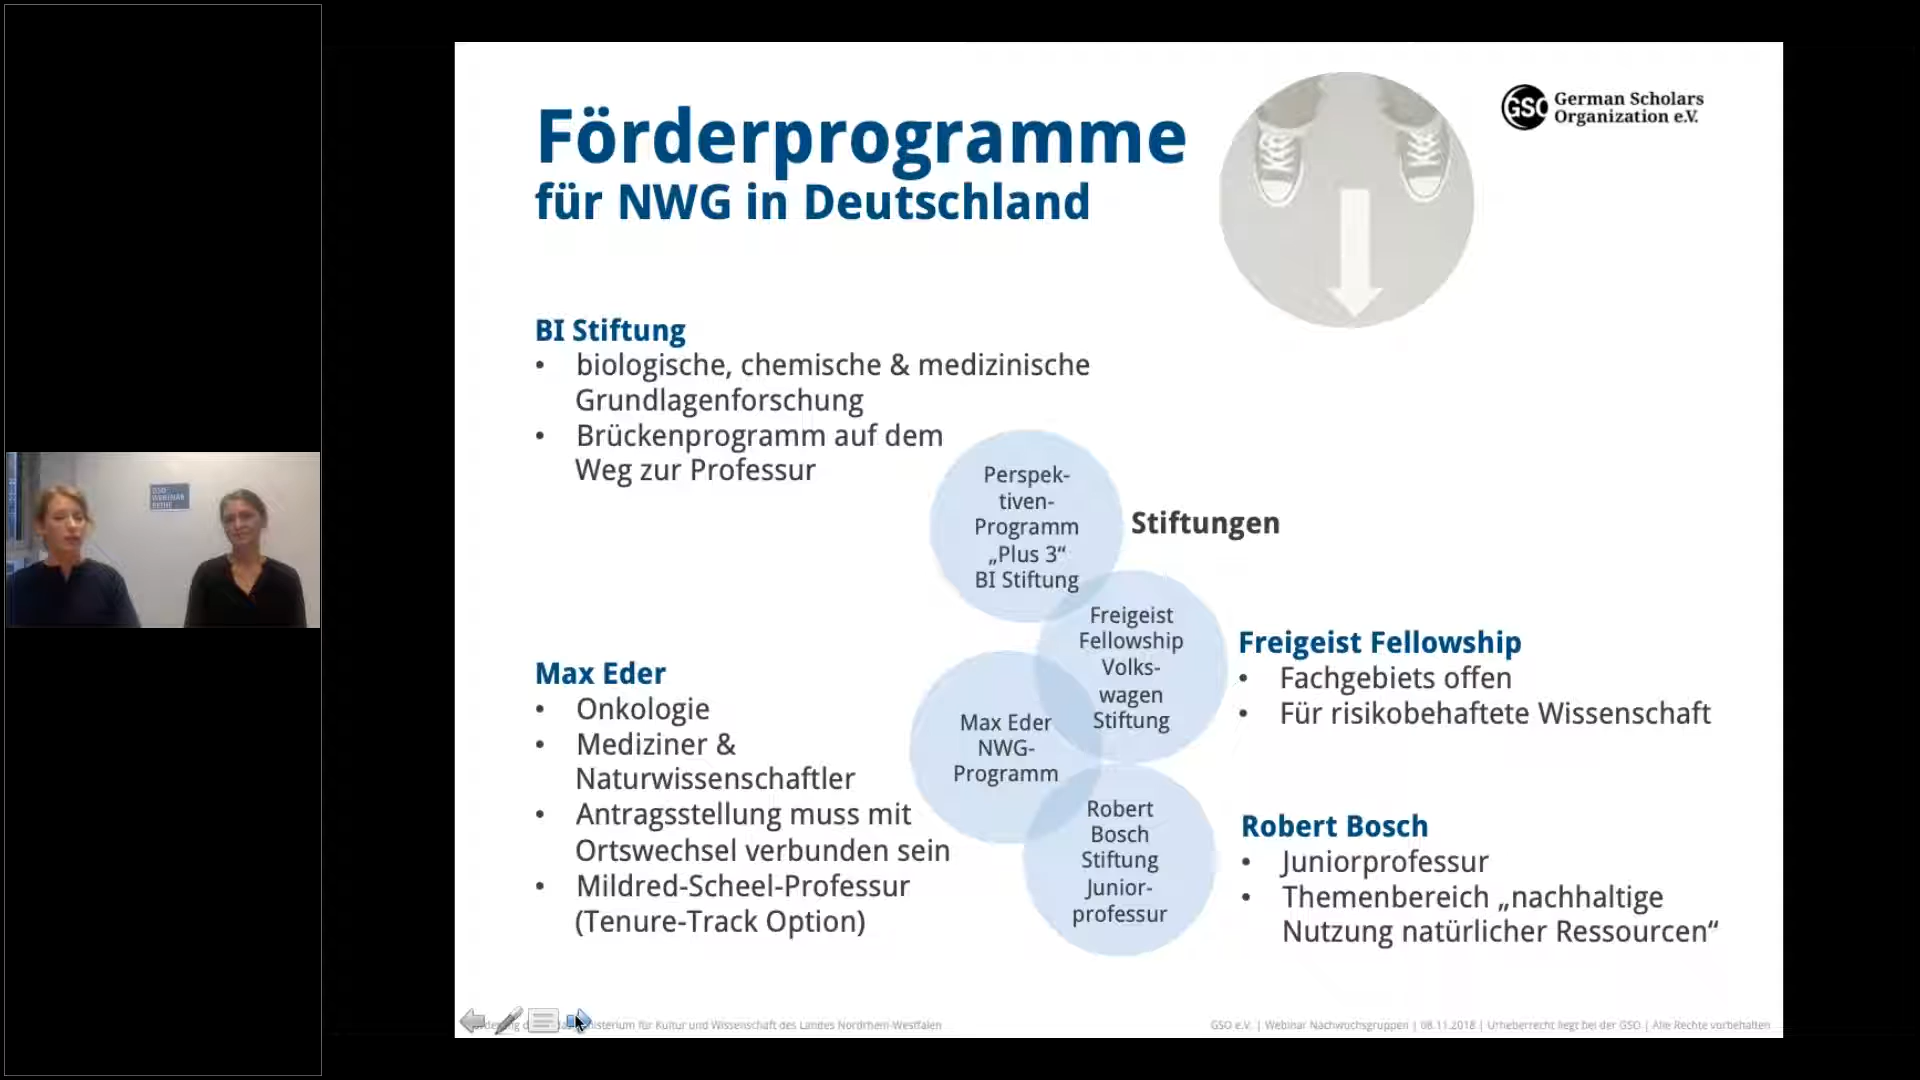 Förderprogramme
für NWG in Deutschland
GSO German Scholars
Organization e.V.
BI Stiftung
• biologische, chemische & medizinische
Grundlagenforschung
• Brückenprogramm auf dem
Weg zur Professur
Perspek-
tiven-
Programm
„Plus 3“
BI Stiftung
Stiftungen
Freigeist
Fellowship
Volks-
wagen
Stiftung
Freigeist Fellowship
• Fachgebiets offen
• Für risikobehaftete Wissenschaft
Max Eder
• Onkologie
• Mediziner &
Naturwissenschaftler
• Antragsstellung muss mit
Ortswechsel verbunden sein
• Mildred-Scheel-Professur
(Tenure-Track Option)
Max Eder
NWG-
Programm
Robert
Bosch
Stiftung
Junior-
professur
Robert Bosch
• Juniorprofessur
• Themenbereich „nachhaltige
Nutzung natürlicher Ressourcen“
GSO
WEBINAR
REIHE
für Kultur und Wissenschaft des Landes Nordrhein-Westfalen
GSO e.V. | Webinar Nachwuchsgruppen | 08.11.2018 | Urheberrecht liegt bei der GSO | Alle Rechte vorbehalten